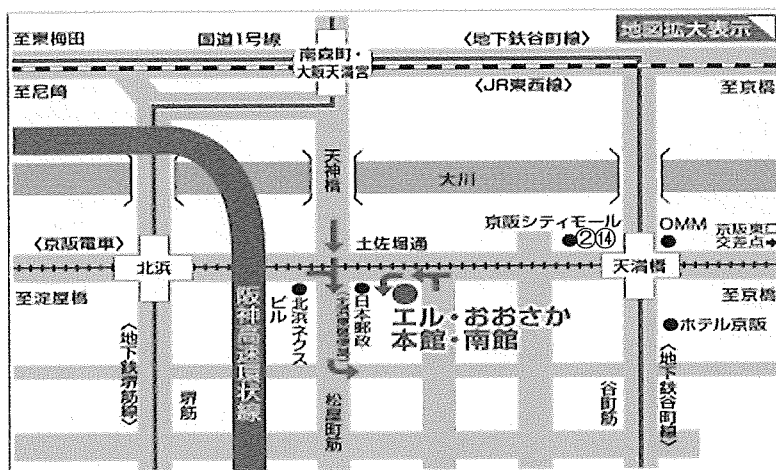 至東梅田
国道1号線
南森町・
大阪天満宮
〈地下鉄谷町線〉
地図拡大表示
至尼崎
〈JR東西線〉
至京橋
天神橋
大川
京阪シティモール
②⑭
OMM
京阪東口
交差点→
〈京阪電車〉
北浜
土佐堀通
天満橋
至淀屋橋
阪神高速環状線
北浜ネクス
ビル
日本郵政
エル・おおさか
本館・南館
至京橋
ホテル京阪
〈地下鉄堺筋線〉
堺筋
松屋町筋
谷町筋
〈地下鉄谷町線〉